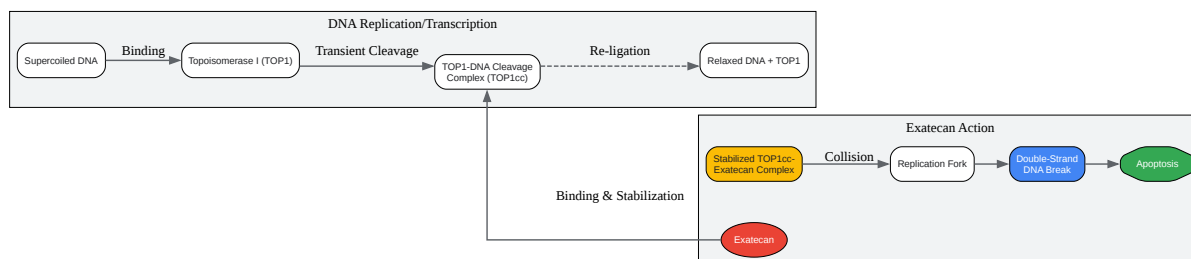 DNA Replication/Transcription
Supercoiled DNA
Binding
Topoisomerase I (TOP1)
Transient Cleavage
TOP1-DNA Cleavage
Complex (TOP1cc)
Re-ligation
Relaxed DNA + TOP1
Exatecan Action
Stabilized TOP1cc-
Exatecan Complex
Collision
Replication Fork
Double-Strand
DNA Break
Apoptosis
Binding & Stabilization
Exatecan